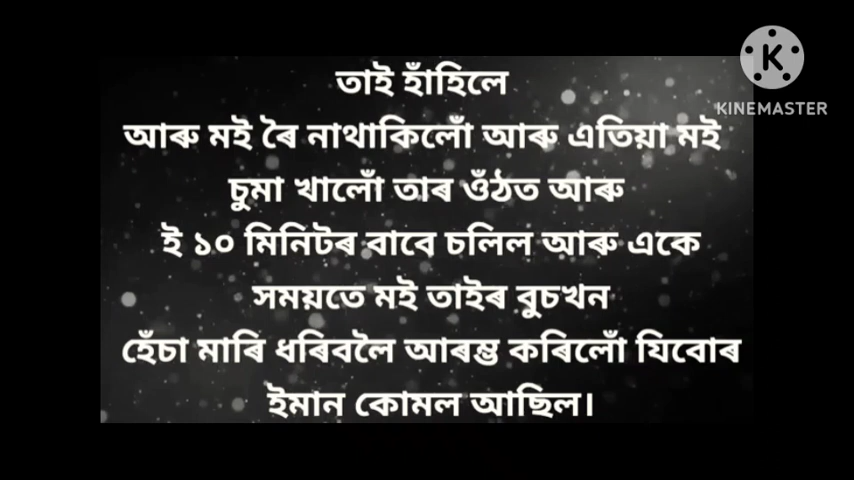 তাই হাঁহিলে
আৰু মই ৰৈ নাথাকিলোঁ আৰু এতিয়া মই
চুমা খালোঁ তাৰ ওঁঠত আৰু
ই ১০ মিনিটৰ বাবে চলিল আৰু একে
সময়তে মই তাইৰ বুচখন
হেঁচা মাৰি ধৰিবলৈ আৰম্ভ কৰিলোঁ যিবোৰ
ইমান কোমল আছিল।
K
KINEMASTER